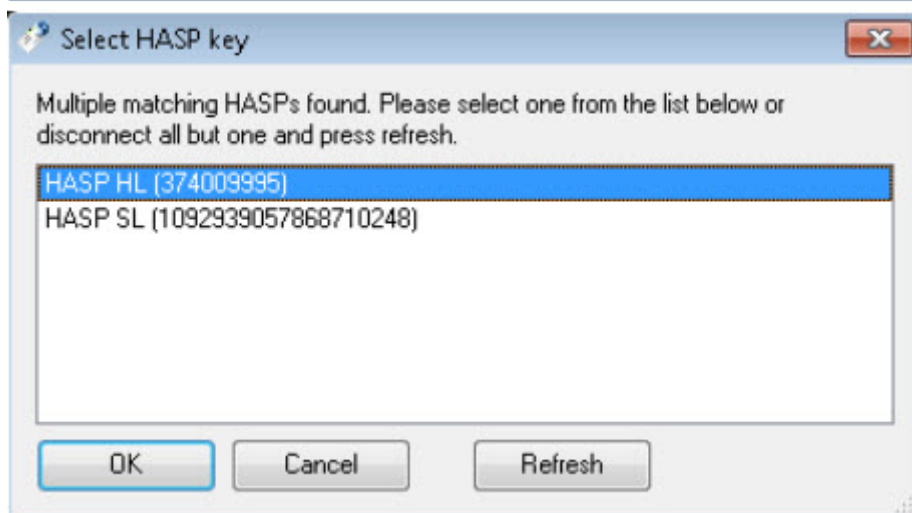 Select HASP key
Multiple matching HASPs found. Please select one from the list below or
disconnect all but one and press refresh.
HASP HL (374009995)
HASP SL (1092939057868710248)
OK Cancel Refresh